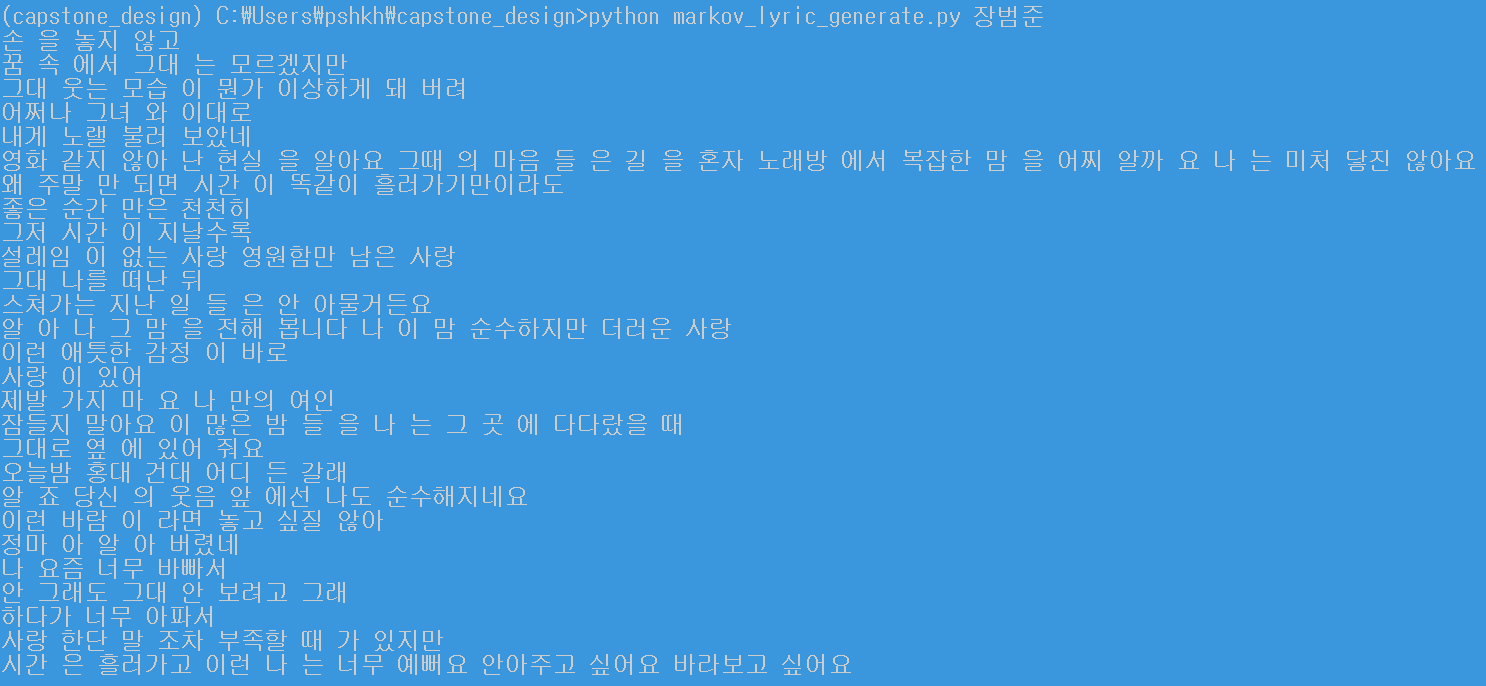 (capstone_design) C:₩Users₩pshkh₩capstone_design>python markov_lyric_generate.py 장범준
손 을 놓지 않고
꿈 속 에서 그대 는 모르겠지만
그대 웃는 모습 이 뭔가 이상하게 돼 버려
어쩌나 그녀 와 이대로
내게 노랠 불러 보았네
영화 같지 않아 난 현실 을 알아요 그때 의 마음 들 은 길 을 혼자 노래방 에서 복잡한 맘 을 어찌 알까 요 나 는 미처 닿진 않아요
왜 주말 만 되면 시간 이 똑같이 흘러가기만이라도
좋은 순간 만은 천천히
그저 시간 이 지날수록
설레임 이 없는 사랑 영원함만 남은 사랑
그대 나를 떠난 뒤
스쳐가는 지난 일 들 은 안 아물거든요
알 아 나 그 맘 을 전해 봅니다 나 이 맘 순수하지만 더러운 사랑
이런 애틋한 감정 이 바로
사랑 이 있어
제발 가지 마 요 나 만의 여인
잠들지 말아요 이 많은 밤 들 을 나 는 그 곳 에 다다랐을 때
그대로 옆 에 있어 줘요
오늘밤 홍대 건대 어디 든 갈래
알 죠 당신 의 웃음 앞 에선 나도 순수해지네요
이런 바람 이 라면 놓고 싶질 않아
정마 아 알 아 버렸네
나 요즘 너무 바빠서
안 그래도 그대 안 보려고 그래
하다가 너무 아파서
사랑 한단 말 조차 부족할 때 가 있지만
시간 은 흘러가고 이런 나 는 너무 예뻐요 안아주고 싶어요 바라보고 싶어요